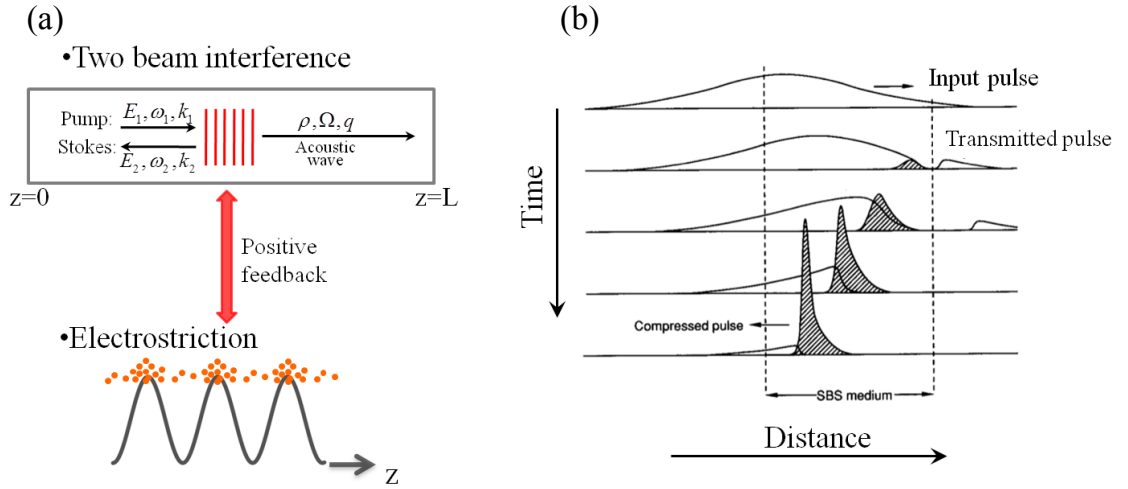 (a)
•Two beam interference
Pump: E₁, ω₁, k₁
Stokes: E₂, ω₂, k₂
ρ, Ω, q
Acoustic
wave
z=0
z=L
Positive
feedback
•Electrostriction
z
(b)
Input pulse
Transmitted pulse
Time
Compressed pulse
SBS medium
Distance